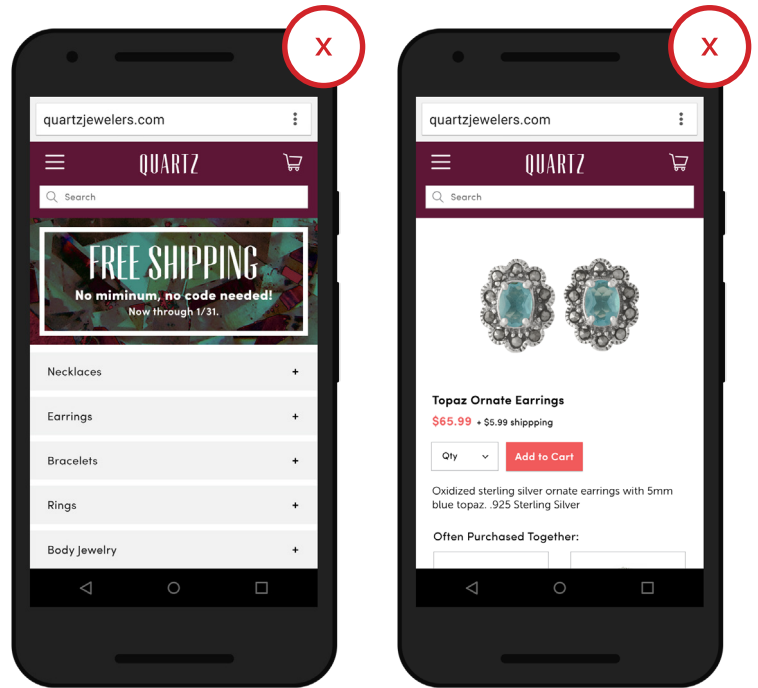 X
quartzjewelers.com
QUARTZ
Search
FREE SHIPPING
No miminum, no code needed!
Now through 1/31.
Necklaces +
Earrings +
Bracelets +
Rings +
Body Jewelry +
X
quartzjewelers.com
QUARTZ
Search
Topaz Ornate Earrings
$65.99 + $5.99 shippping
Qty Add to Cart
Oxidized sterling silver ornate earrings with 5mm
blue topaz. .925 Sterling Silver
Often Purchased Together: